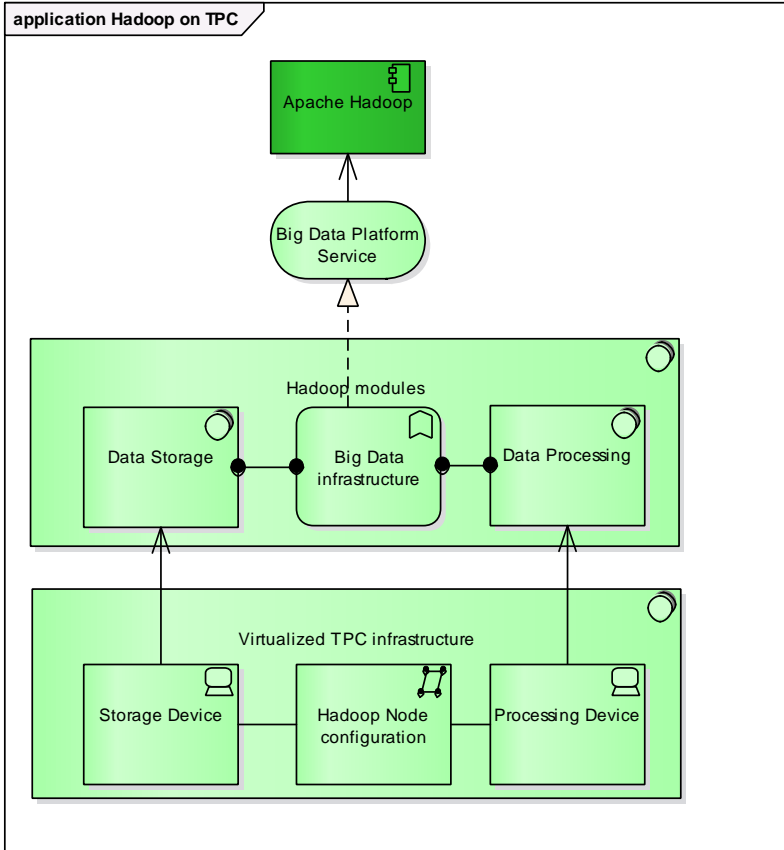 application Hadoop on TPC
Apache Hadoop
Big Data Platform
Service
Hadoop modules
Data Storage
Big Data
infrastructure
Data Processing
Virtualized TPC infrastructure
Storage Device
Hadoop Node
configuration
Processing Device